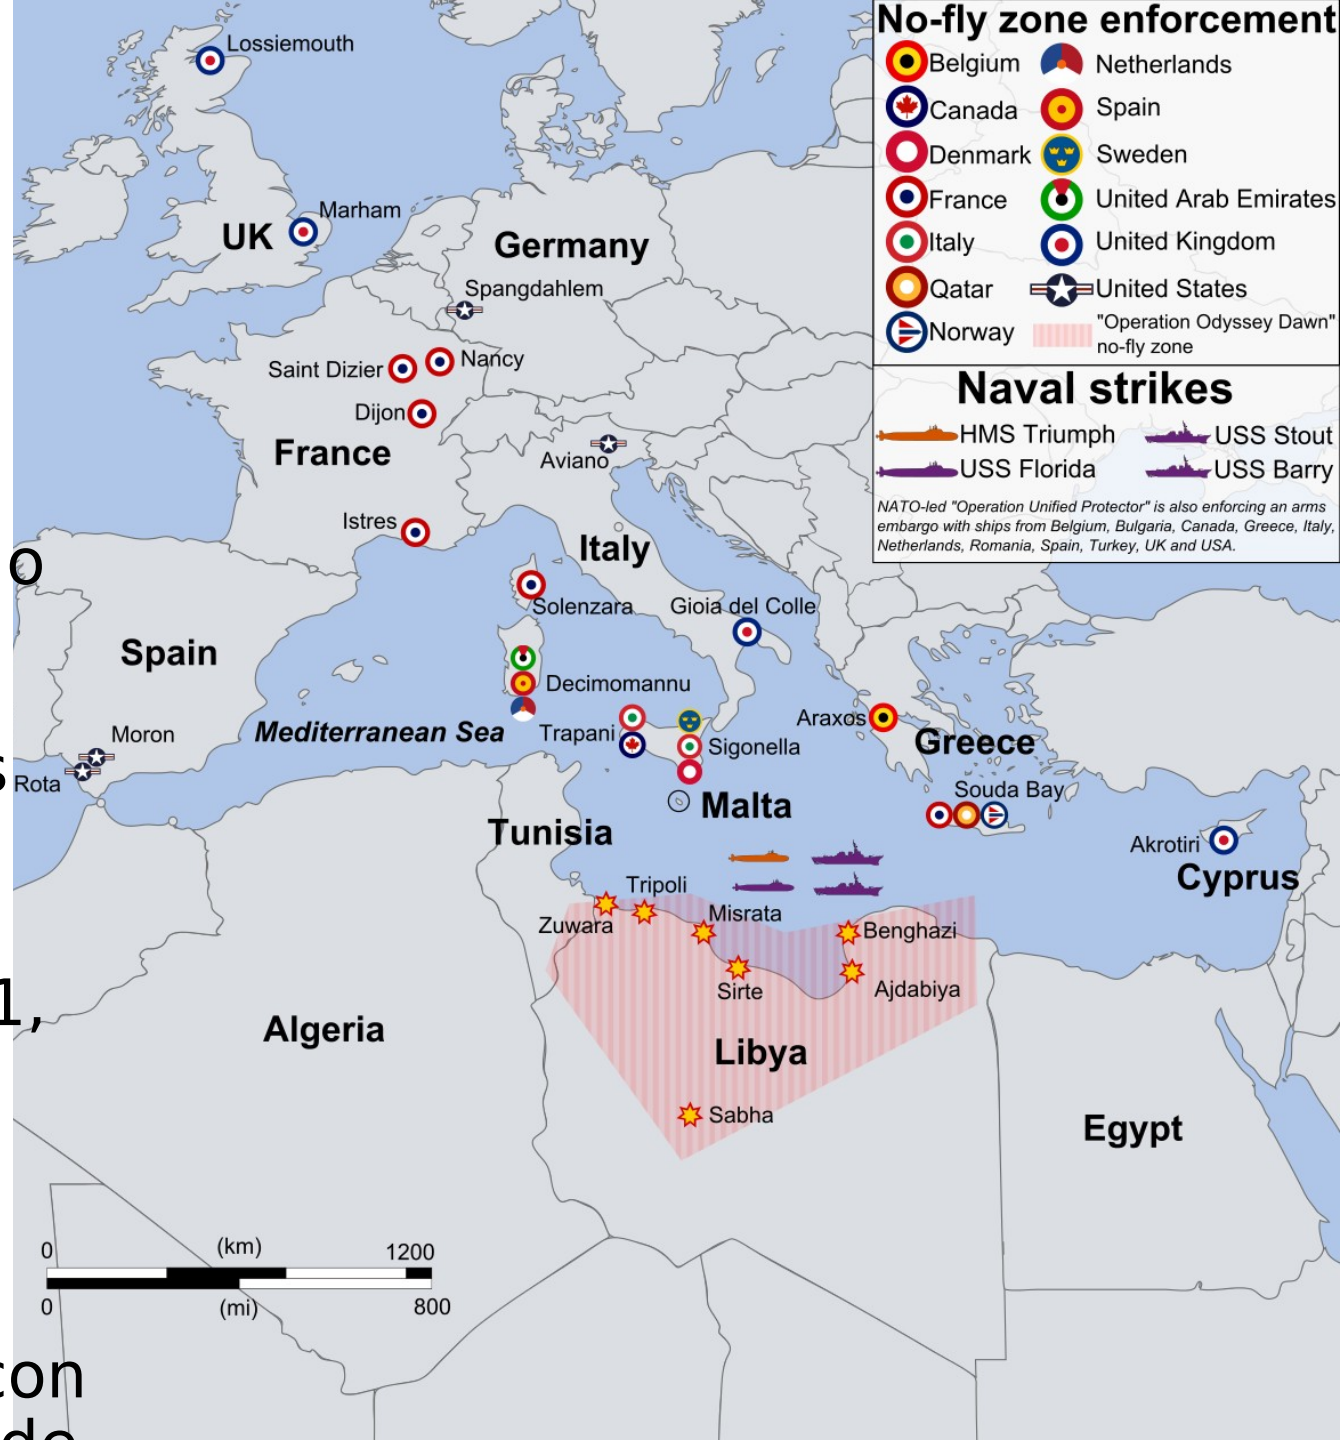 No-fly zone enforcement
Belgium
Netherlands
Canada
Spain
Denmark
Sweden
France
United Arab Emirates
Italy
United Kingdom
Qatar
United States
Norway
"Operation Odyssey Dawn"
no-fly zone
Naval strikes
HMS Triumph
USS Stout
USS Florida
USS Barry
NATO-led "Operation Unified Protector" is also enforcing an arms
embargo with ships from Belgium, Bulgaria, Canada, Greece, Italy,
Netherlands, Romania, Spain, Turkey, UK and USA.
Lossiemouth
Marham
UK
Germany
Spangdahlem
Saint Dizier
Nancy
Dijon
France
Aviano
Istres
Italy
o
Solenzara
Gioia del Colle
Spain
Decimomannu
Mediterranean Sea
Trapani
Araxos
Moron
Sigonella
Greece
s
Rota
Souda Bay
Malta
Tunisia
Akrotiri
Cyprus
Tripoli
Misrata
Zuwara
Benghazi
Sirte
Ajdabiya
1,
Algeria
Libya
Sabha
Egypt
0
(km)
1200
0
(mi)
800
con
de